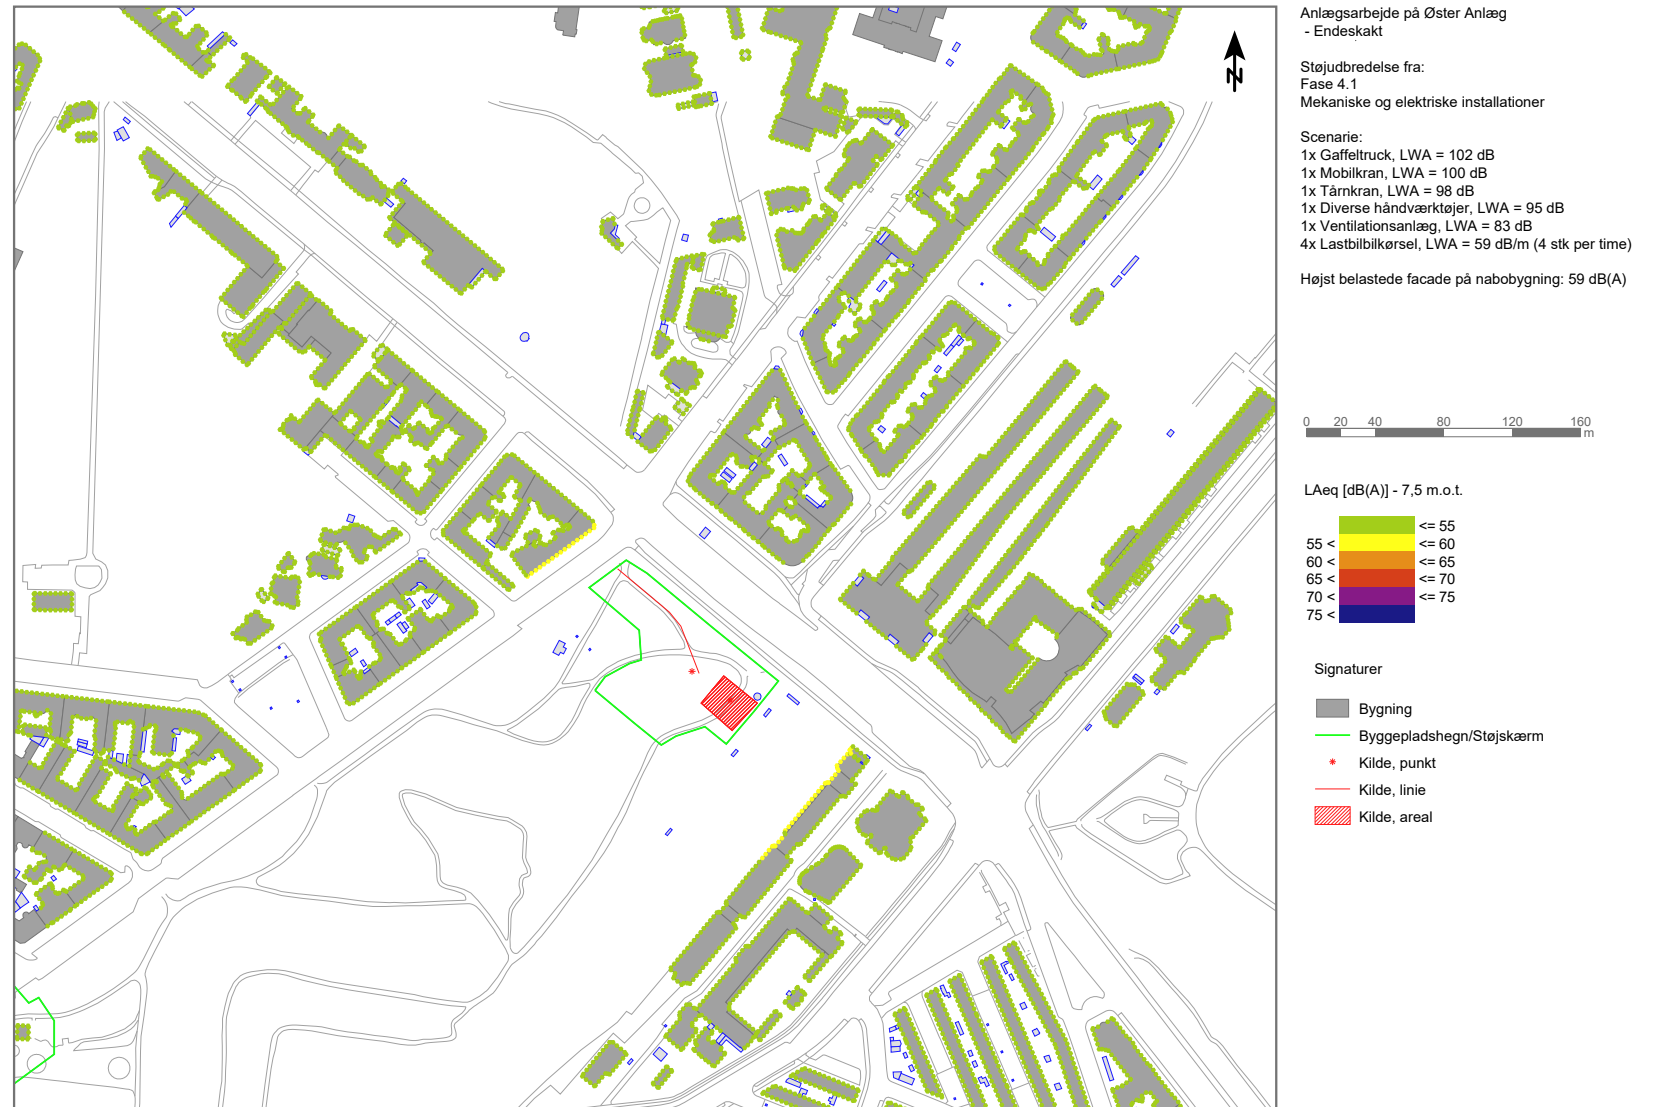 Anlægsarbejde på Øster Anlæg
- Endeskakt
Støjudbredelse fra:
Fase 4.1
Mekaniske og elektriske installationer
Scenarie:
1x Gaffeltruck, LWA = 102 dB
1x Mobilkran, LWA = 100 dB
1x Tårnkran, LWA = 98 dB
1x Diverse håndværktøjer, LWA = 95 dB
1x Ventilationsanlæg, LWA = 83 dB
4x Lastbilbilkørsel, LWA = 59 dB/m (4 stk per time)
Højst belastede facade på nabobygning: 59 dB(A)
N
0 20 40 80 120 160
m
LAeq [dB(A)] - 7,5 m.o.t.
<= 55
55 < <= 60
60 < <= 65
65 < <= 70
70 < <= 75
75 <
Signaturer
Bygning
Byggepladshegn/Støjskærm
Kilde, punkt
Kilde, linie
Kilde, areal